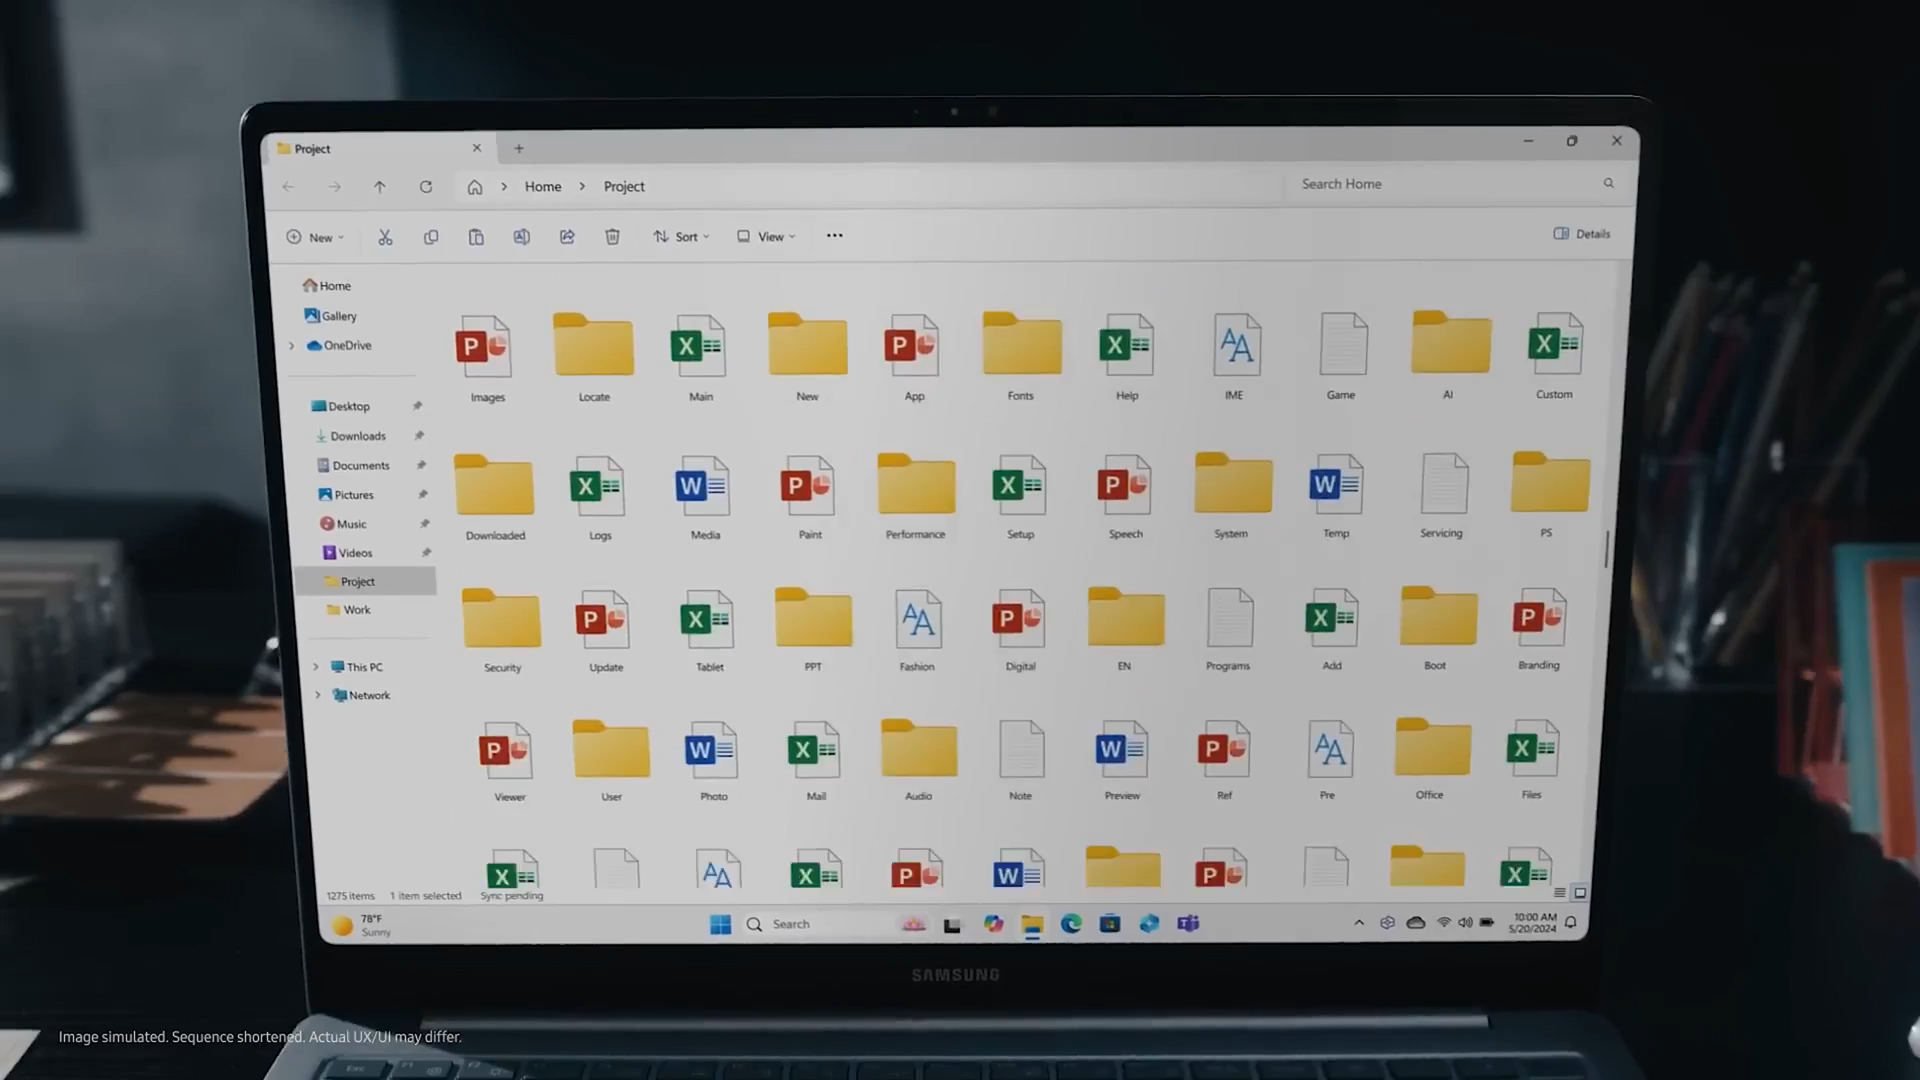 Project
Home Project
Search Home
New
Sort
View
Details
Home
Gallery
OneDrive
Desktop
Downloads
Documents
Pictures
Music
Videos
Project
Work
This PC
Network
Images Locate Main New App Fonts Help IME Game AI Custom
Downloaded Logs Media Paint Performance Setup Speech System Temp Servicing PS
Security Update Tablet PPT Fashion Digital EN Programs Add Boot Branding
Viewer User Photo Mail Audio Note Preview Ref Pre Office Files
1275 items 1 item selected Sync pending
78°F
Sunny
Search
10:00 AM
5/20/2024
SAMSUNG
Image simulated. Sequence shortened. Actual UX/UI may differ.
Esc F1 F2